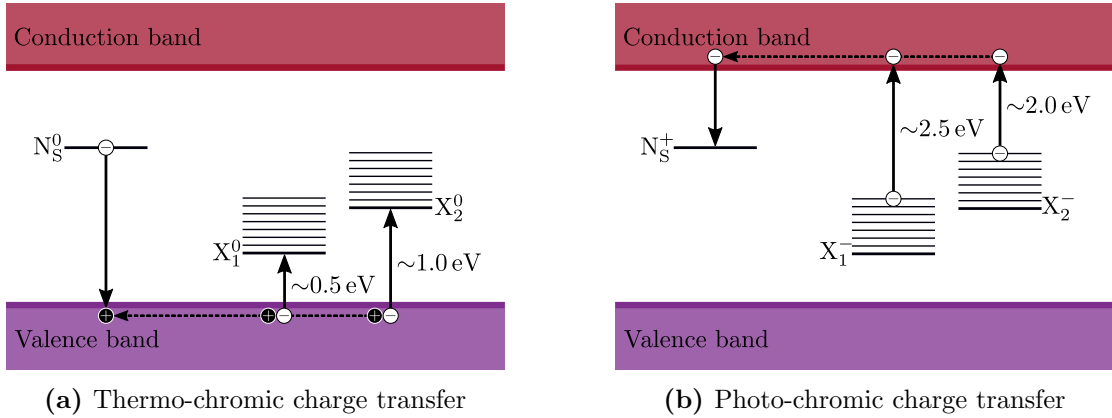 Conduction band
N_S^0
X_1^0
X_2^0
~0.5 eV
~1.0 eV
Valence band
(a) Thermo-chromic charge transfer
Conduction band
N_S^+
X_1^-
X_2^-
~2.5 eV
~2.0 eV
Valence band
(b) Photo-chromic charge transfer